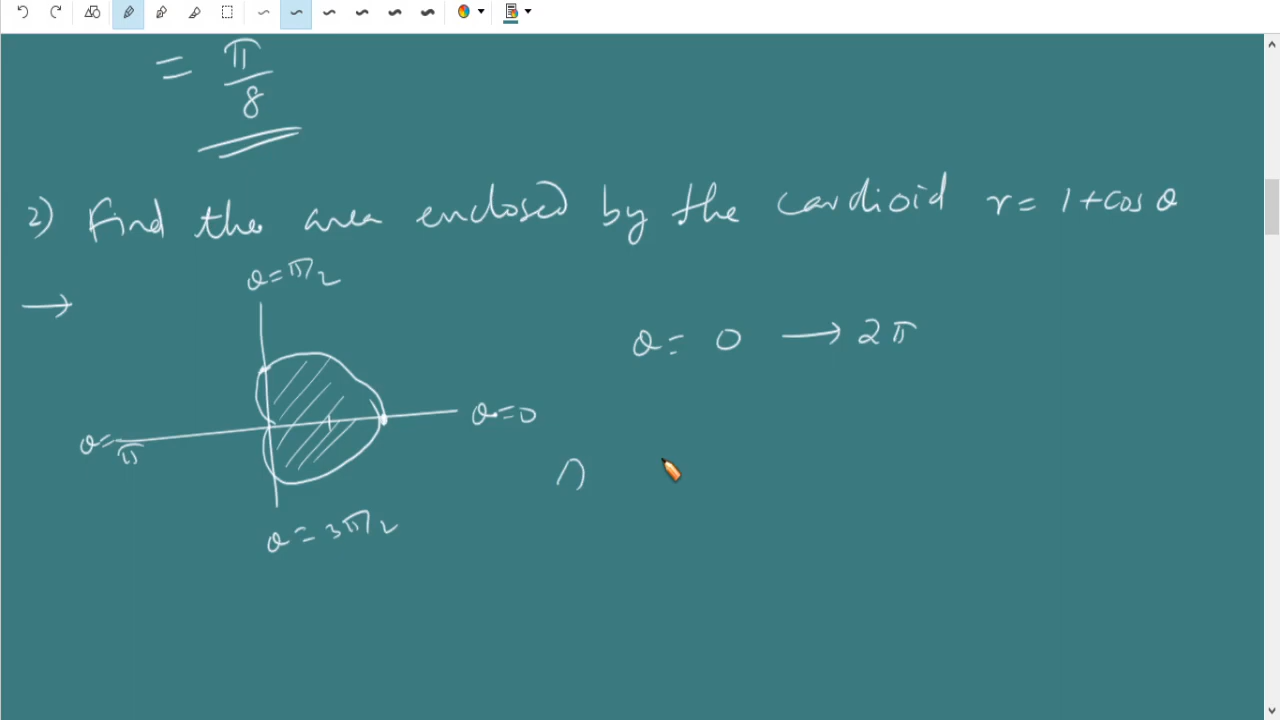 = π/8
2) Find the area enclosed by the cardioid r = 1+cos θ
→
θ = π/2
θ = 0 → 2π
θ = 0
θ = π
θ = 3π/2